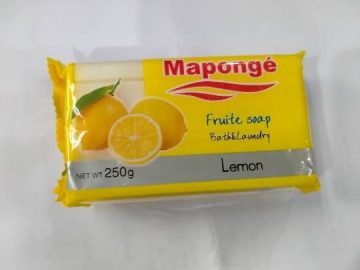 Mapongé
Fruite soap
Bath&Laundry
NET WT 250g
Lemon